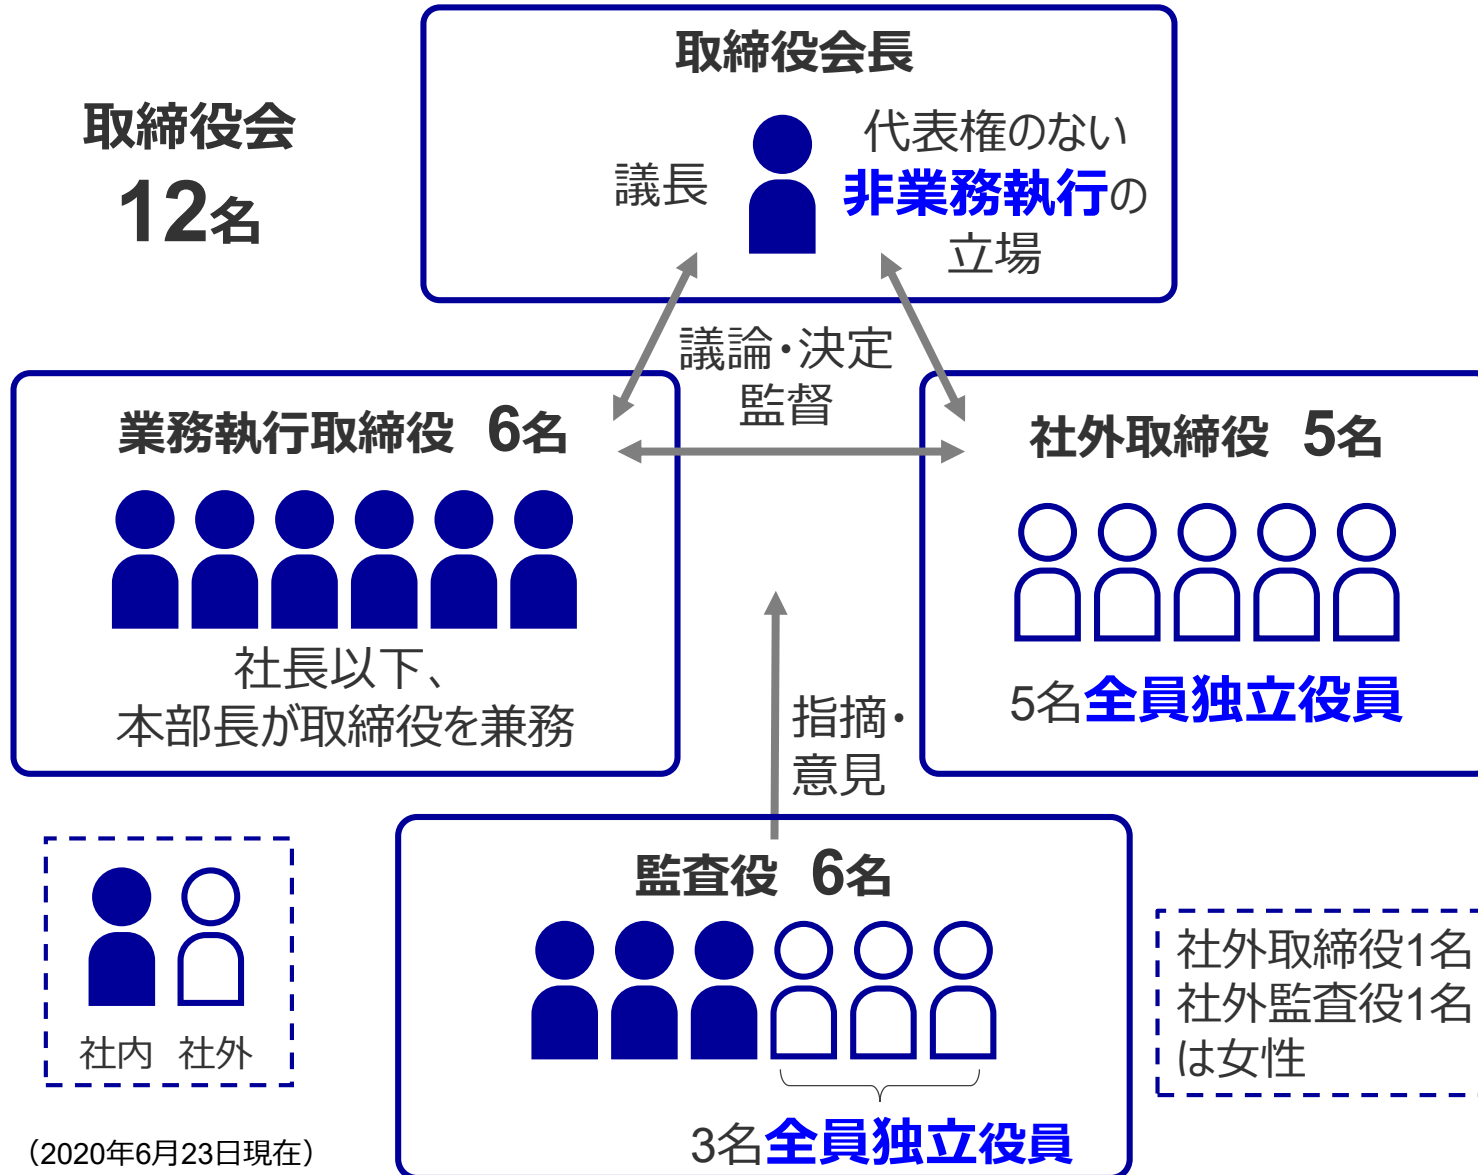 取締役会長
取締役会
12名
議長
代表権のない
非業務執行の
立場
議論・決定
監督
業務執行取締役 6名
社長以下、
本部長が取締役を兼務
社外取締役 5名
5名全員独立役員
指摘・
意見
監査役 6名
3名全員独立役員
社内 社外
社外取締役1名
社外監査役1名
は女性
（2020年6月23日現在）